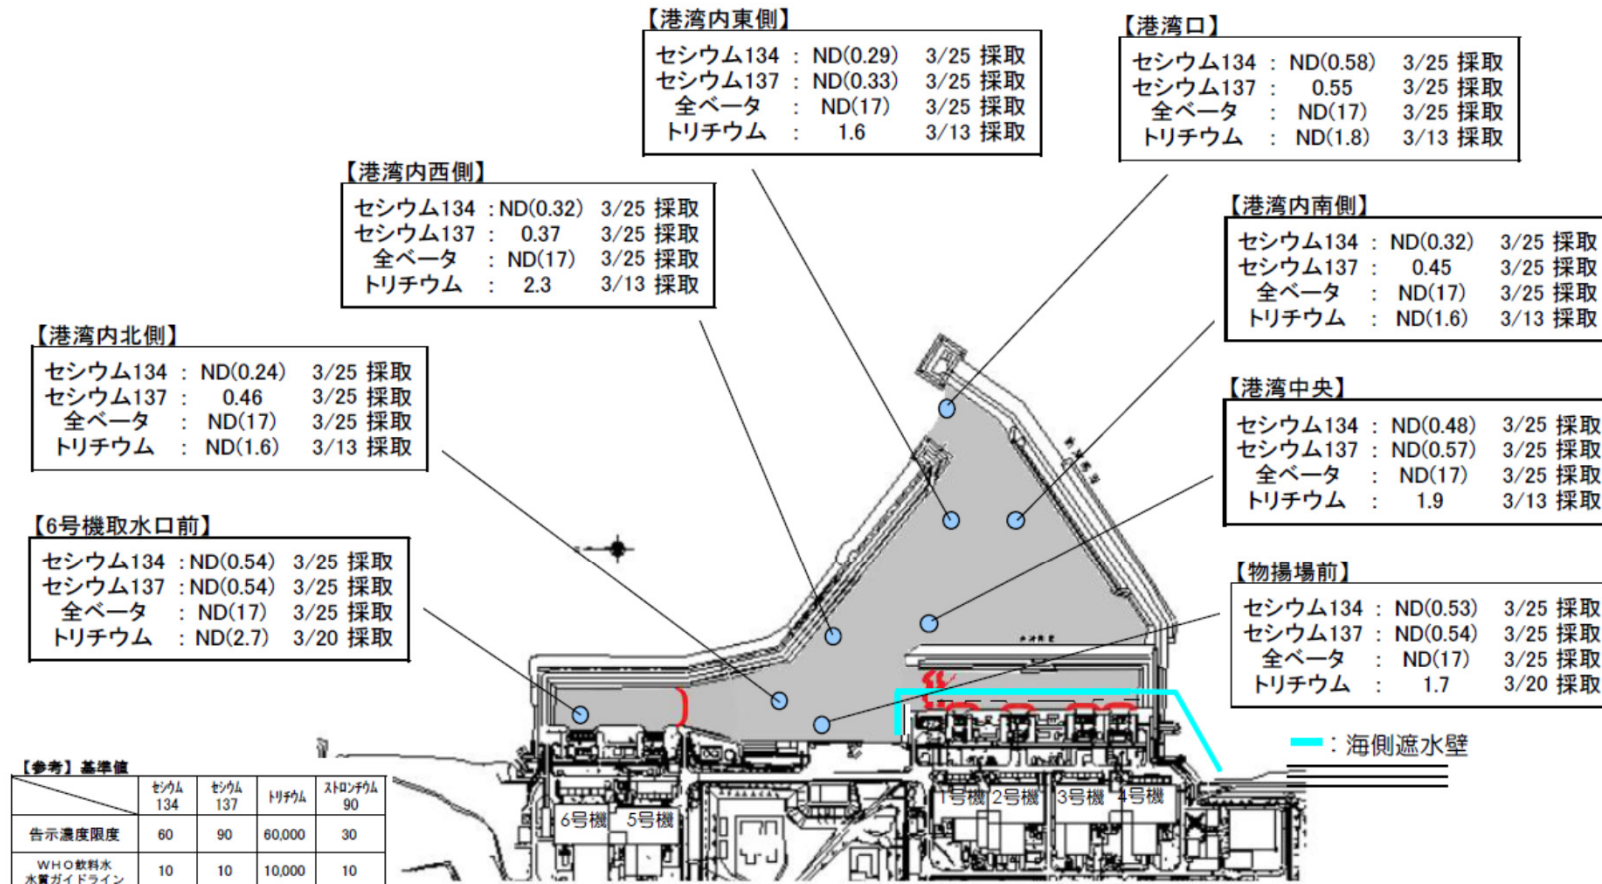 【港湾内東側】
セシウム134 : ND(0.29) 3/25 採取
セシウム137 : ND(0.33) 3/25 採取
全ベータ : ND(17) 3/25 採取
トリチウム : 1.6 3/13 採取
【港湾口】
セシウム134 : ND(0.58) 3/25 採取
セシウム137 : 0.55 3/25 採取
全ベータ : ND(17) 3/25 採取
トリチウム : ND(1.8) 3/13 採取
【港湾内西側】
セシウム134 : ND(0.32) 3/25 採取
セシウム137 : 0.37 3/25 採取
全ベータ : ND(17) 3/25 採取
トリチウム : 2.3 3/13 採取
【港湾内南側】
セシウム134 : ND(0.32) 3/25 採取
セシウム137 : 0.45 3/25 採取
全ベータ : ND(17) 3/25 採取
トリチウム : ND(1.6) 3/13 採取
【港湾内北側】
セシウム134 : ND(0.24) 3/25 採取
セシウム137 : 0.46 3/25 採取
全ベータ : ND(17) 3/25 採取
トリチウム : ND(1.6) 3/13 採取
【港湾中央】
セシウム134 : ND(0.48) 3/25 採取
セシウム137 : ND(0.57) 3/25 採取
全ベータ : ND(17) 3/25 採取
トリチウム : 1.9 3/13 採取
【6号機取水口前】
セシウム134 : ND(0.54) 3/25 採取
セシウム137 : ND(0.54) 3/25 採取
全ベータ : ND(17) 3/25 採取
トリチウム : ND(2.7) 3/20 採取
【物揚場前】
セシウム134 : ND(0.53) 3/25 採取
セシウム137 : ND(0.54) 3/25 採取
全ベータ : ND(17) 3/25 採取
トリチウム : 1.7 3/20 採取
: 海側遮水壁
6号機 5号機 1号機 2号機 3号機 4号機
【参考】基準値
セシウム134 セシウム137 トリチウム ストロンチウム90
告示濃度限度 60 90 60,000 30
WHO飲料水水質ガイドライン 10 10 10,000 10